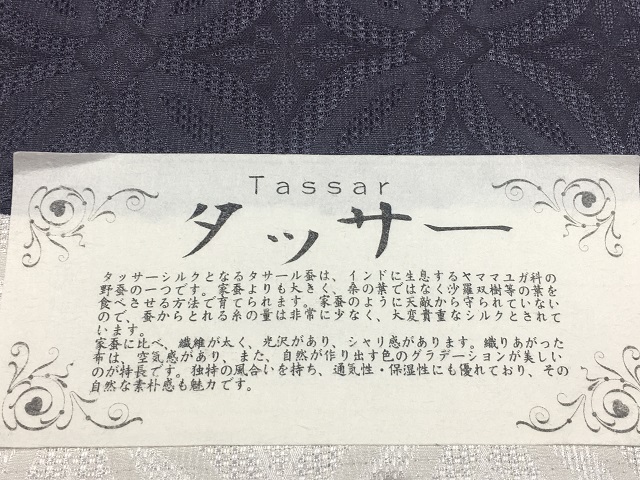 Tassar
タッサー
タッサーシルクとなるタサール蚕は、インドに生息するヤママユガ科の
野蚕の一つです。家蚕よりも大きく、桑の葉ではなく沙羅双樹等の葉を
食べさせる方法で育てられます。家蚕のように天敵から守られていない
ので、蚕からとれる糸の量は非常に少なく、大変貴重なシルクとされて
います。
家蚕に比べ、繊維が太く、光沢があり、シャリ感があります。織りあがった
布は、空気感があり、また、自然が作り出す色のグラデーションが美しい
のが特長です。独特の風合いを持ち、通気性・保湿性にも優れており、その
自然な素朴感も魅力です。